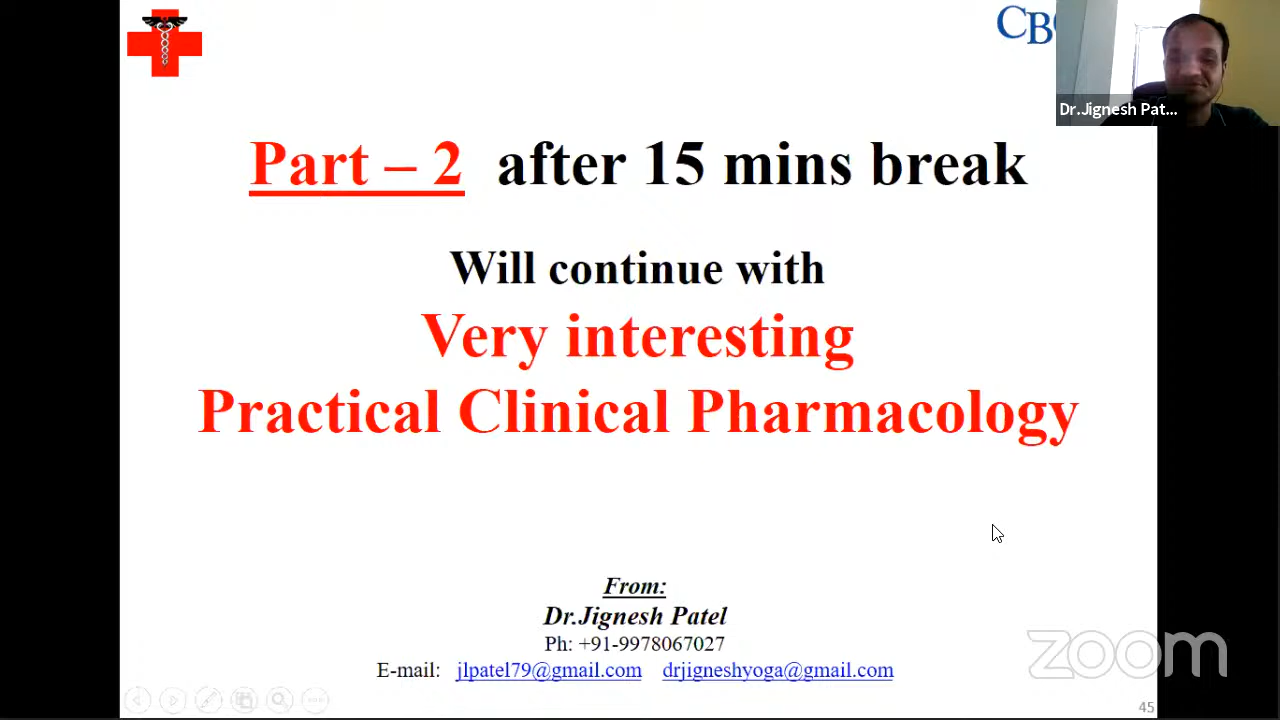 CB
Dr.Jignesh Pat...
Part – 2 after 15 mins break
Will continue with
Very interesting
Practical Clinical Pharmacology
From:
Dr.Jignesh Patel
Ph: +91-9978067027
E-mail: jlpatel79@gmail.com drjigneshyoga@gmail.com
zoom
45